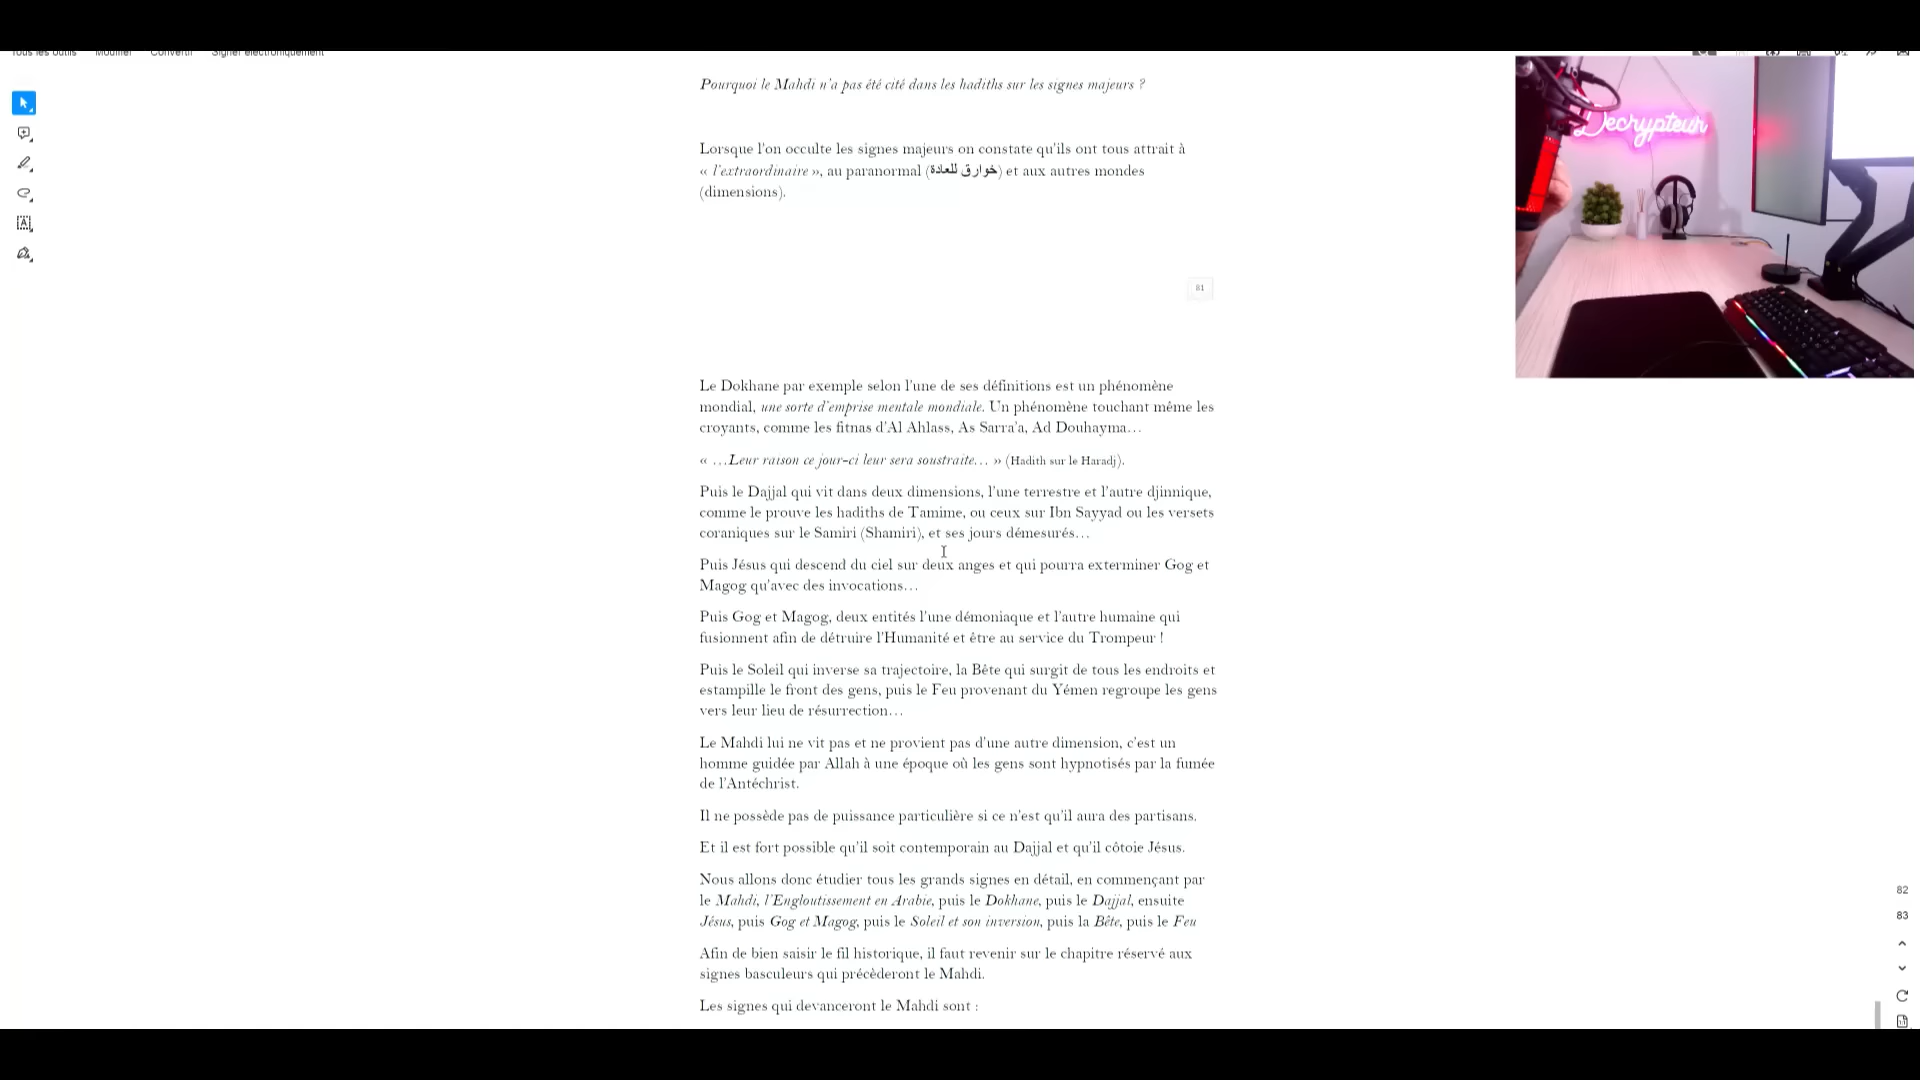 Tous les outils Modifier Convertir Signer électroniquement
Pourquoi le Mahdi n'a pas été cité dans les hadiths sur les signes majeurs ?
Lorsque l'on occulte les signes majeurs on constate qu'ils ont tous attrait à
« l'extraordinaire », au paranormal (خوارق للعادة) et aux autres mondes
(dimensions).
81
Le Dokhane par exemple selon l'une de ses définitions est un phénomène
mondial, une sorte d'emprise mentale mondiale. Un phénomène touchant même les
croyants, comme les fitnas d'Al Ahlass, As Sarra'a, Ad Douhayma…
« …Leur raison ce jour-ci leur sera soustraite… » (Hadith sur le Haradj).
Puis le Dajjal qui vit dans deux dimensions, l'une terrestre et l'autre djinnique,
comme le prouve les hadiths de Tamime, ou ceux sur Ibn Sayyad ou les versets
coraniques sur le Samiri (Shamiri), et ses jours démesurés…
Puis Jésus qui descend du ciel sur deux anges et qui pourra exterminer Gog et
Magog qu'avec des invocations…
Puis Gog et Magog, deux entités l'une démoniaque et l'autre humaine qui
fusionnent afin de détruire l'Humanité et être au service du Trompeur !
Puis le Soleil qui inverse sa trajectoire, la Bête qui surgit de tous les endroits et
estampille le front des gens, puis le Feu provenant du Yémen regroupe les gens
vers leur lieu de résurrection…
Le Mahdi lui ne vit pas et ne provient pas d'une autre dimension, c'est un
homme guidée par Allah à une époque où les gens sont hypnotisés par la fumée
de l'Antéchrist.
Il ne possède pas de puissance particulière si ce n'est qu'il aura des partisans.
Et il est fort possible qu'il soit contemporain au Dajjal et qu'il côtoie Jésus.
Nous allons donc étudier tous les grands signes en détail, en commençant par
le Mahdi, l'Engloutissement en Arabie, puis le Dokhane, puis le Dajjal, ensuite
Jésus, puis Gog et Magog, puis le Soleil et son inversion, puis la Bête, puis le Feu
Afin de bien saisir le fil historique, il faut revenir sur le chapitre réservé aux
signes basculeurs qui précèderont le Mahdi.
Les signes qui devanceront le Mahdi sont :
Decrypteur
82
83